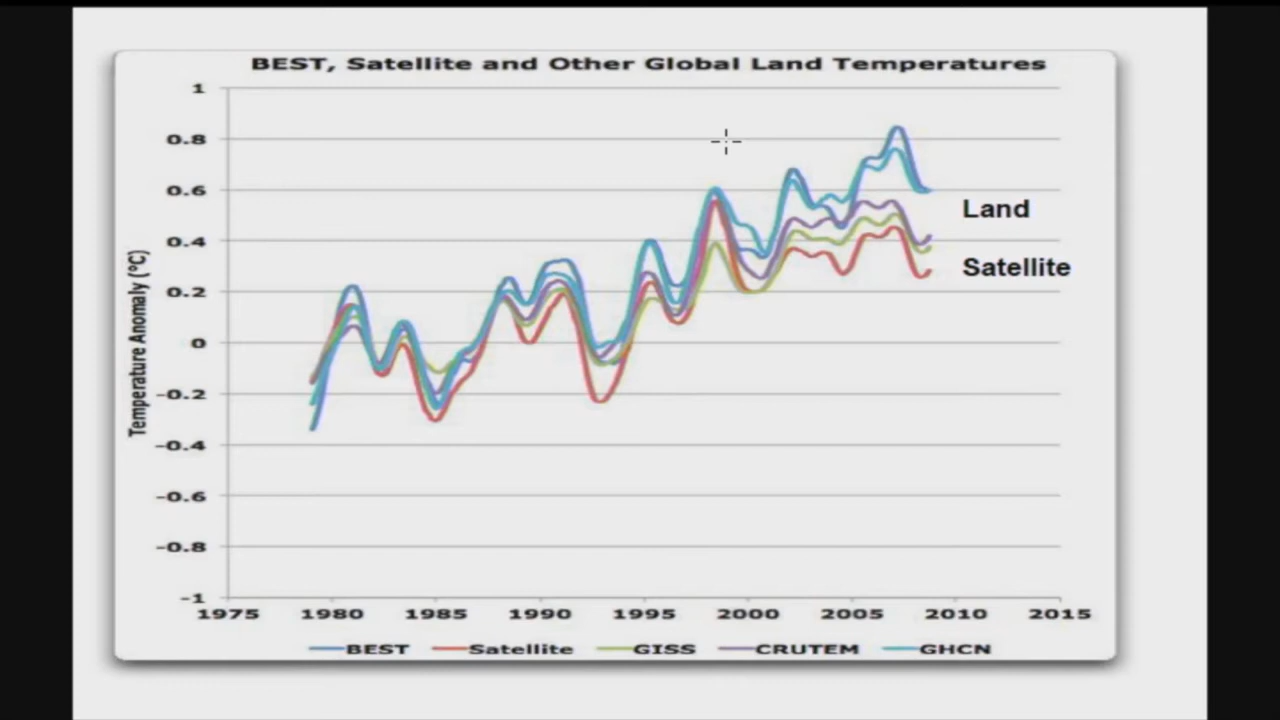 BEST, Satellite and Other Global Land Temperatures
Temperature Anomaly (°C)
1
0.8
0.6
0.4
0.2
0
-0.2
-0.4
-0.6
-0.8
-1
Land
Satellite
1975 1980 1985 1990 1995 2000 2005 2010 2015
BEST Satellite GISS CRUTEM GHCN